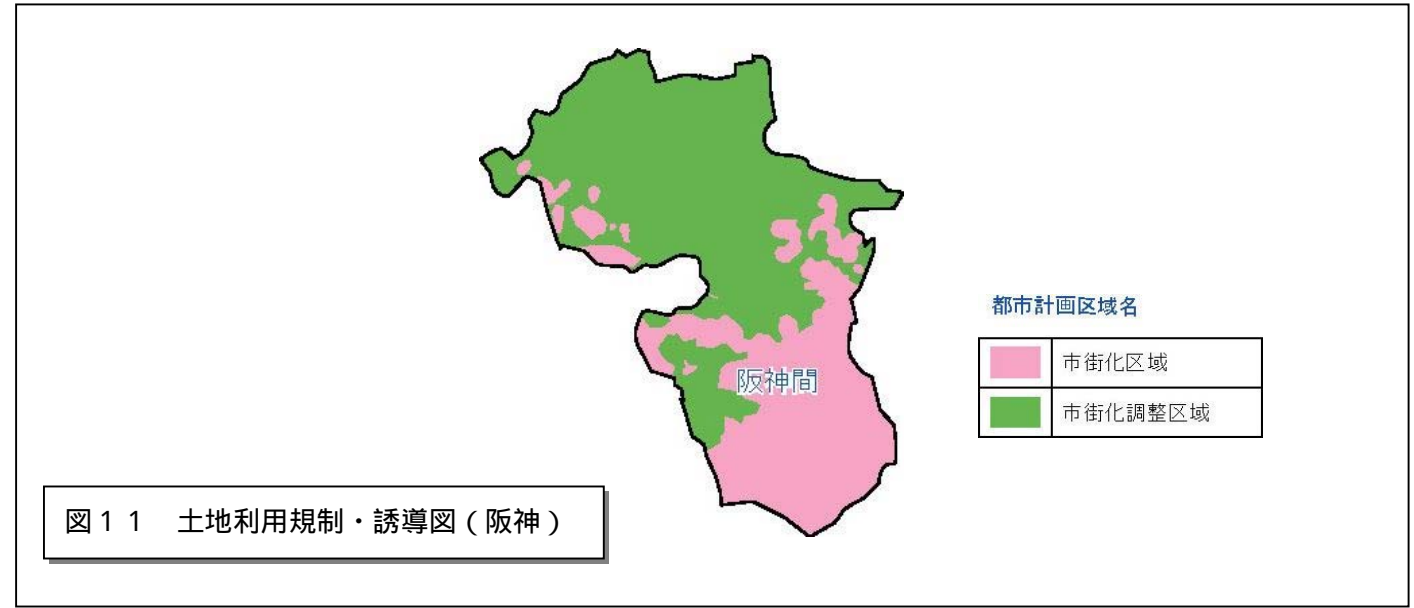 都市計画区域名
市街化区域
市街化調整区域
阪神間
図11 土地利用規制・誘導図(阪神)